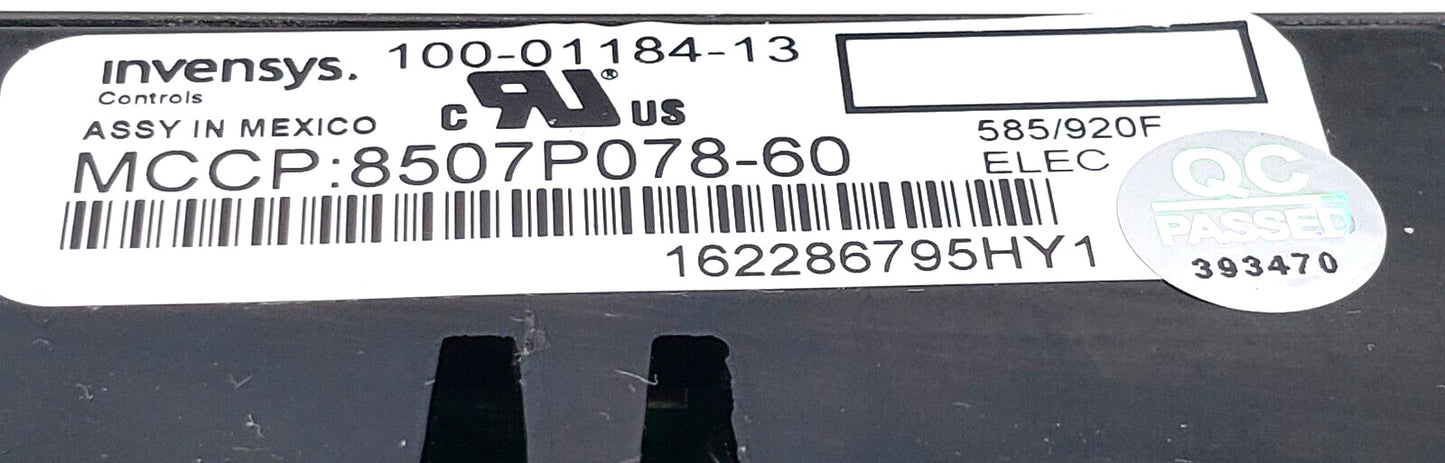 invensys. 100-01184-13
Controls
ASSY IN MEXICO
C RU® US
MCCP:8507P078-60
585/920F
ELEC
162286795HY1
QC
PASSED
393470